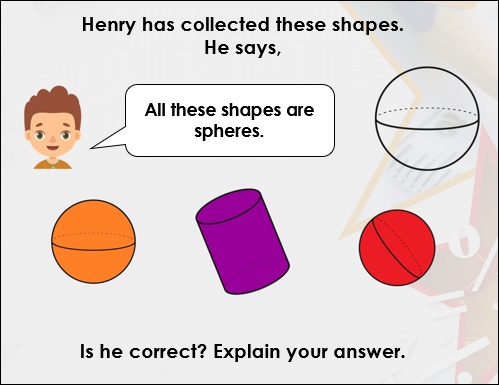 Henry has collected these shapes.
He says,
All these shapes are
spheres.
Is he correct? Explain your answer.